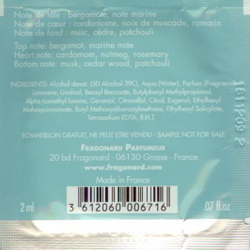 Note de tête : Bergamote, note marine
Note de cœur : cardamome, noix de muscade, romarin
Note de fond : musc, cèdre, patchouli
Top note: bergamot, marine note
Heart note: cardomom, nutmeg, rosemary
Bottom note: musk, cedar wood, patchouli
INGREDIENTS: Alcohol denat. (SD Alcohol 39C), Aqua (Water), Parfum (Fragrance)
Limonene, Linalool, Benzyl Benzoate, Butylphenyl Methylpropional,
Alpha Isomethyl Ionone, Geraniol, Citronellol, Citral, Eugenol, Ethylhexyl
Methoxycinnamate, Butyl Methoxydibenzoylmethane,
Tetrasodium EDTA, B.H.T.
ECHANTILLON GRATUIT, NE PEUT ETRE VENDU - SAMPLE NOT FOR SALE
FRAGONARD PARFUMEUR
20 bd Fragonard - 06130 Grasse - France
www.fragonard.com
Made in France
2 ml
3 612060 006716
.07 fl oz